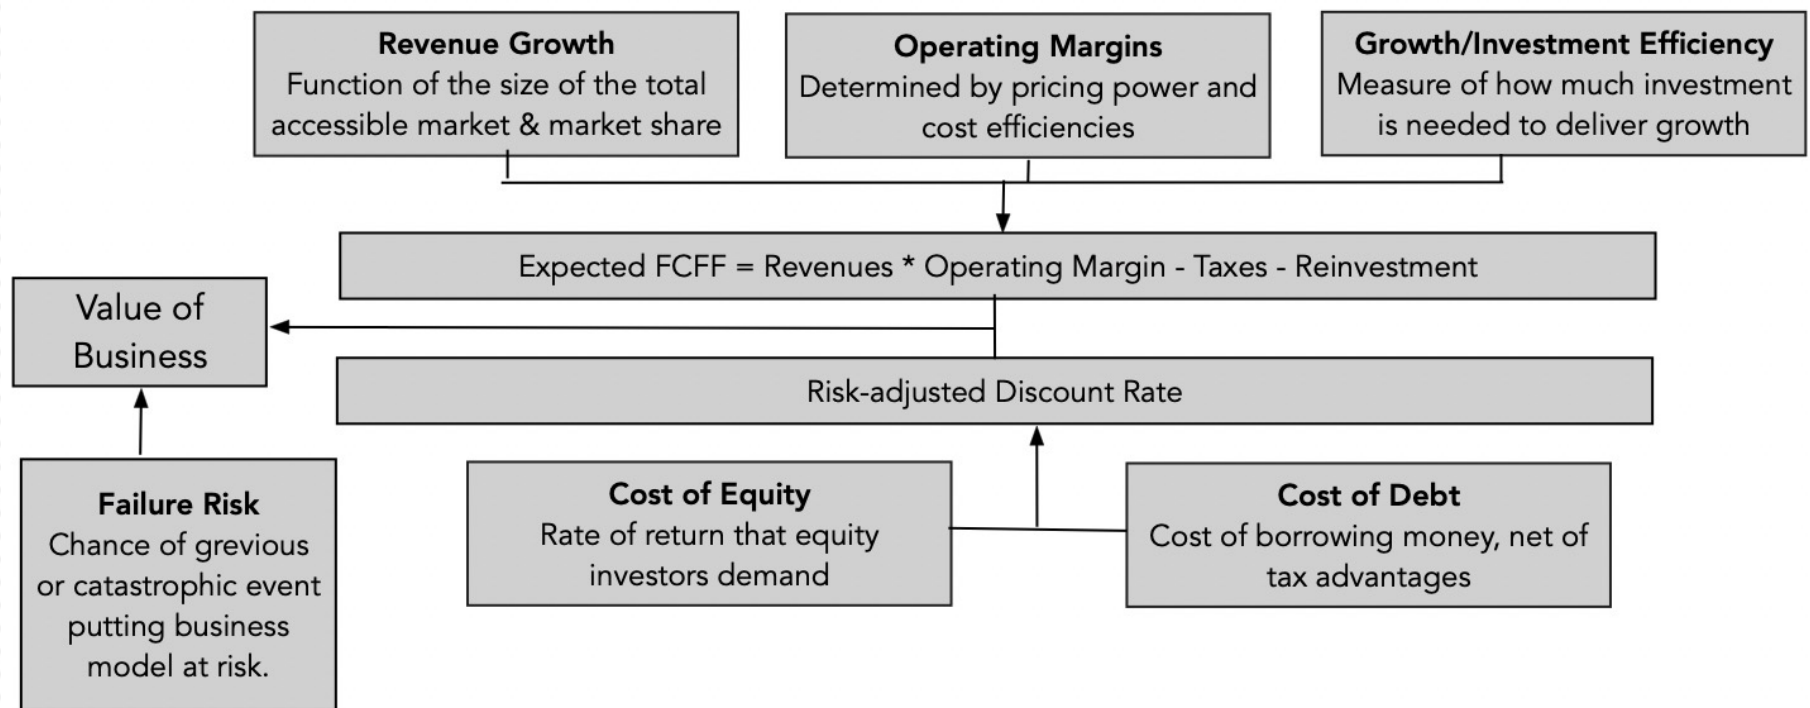 Revenue Growth
Function of the size of the total
accessible market & market share
Operating Margins
Determined by pricing power and
cost efficiencies
Growth/Investment Efficiency
Measure of how much investment
is needed to deliver growth
Expected FCFF = Revenues * Operating Margin - Taxes - Reinvestment
Value of
Business
Risk-adjusted Discount Rate
Failure Risk
Chance of grevious
or catastrophic event
putting business
model at risk.
Cost of Equity
Rate of return that equity
investors demand
Cost of Debt
Cost of borrowing money, net of
tax advantages